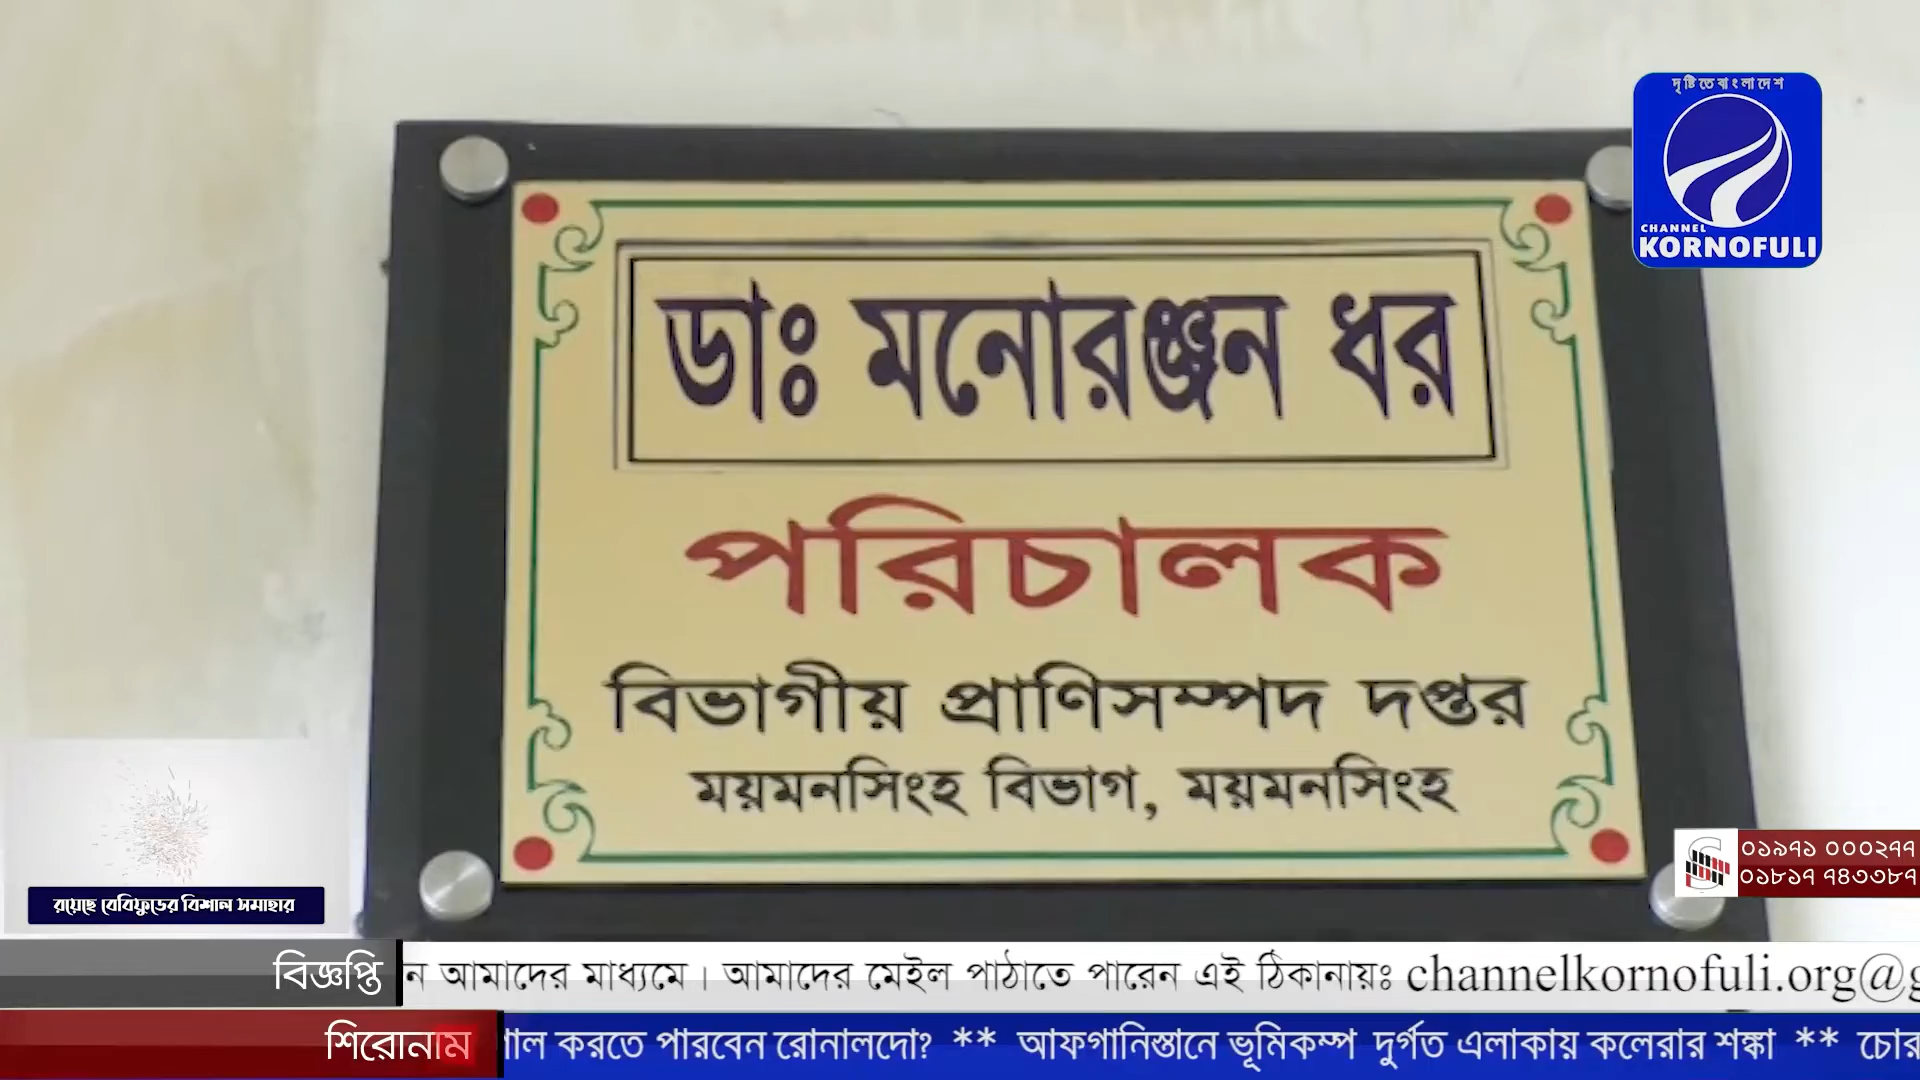 দৃষ্টিতে বাংলাদেশ
CHANNEL
KORNOFULI
ডাঃ মনোরঞ্জন ধর
পরিচালক
বিভাগীয় প্রাণিসম্পদ দপ্তর
ময়মনসিংহ বিভাগ, ময়মনসিংহ
০১৯৭১ ০০০২৭৭
০১৮১৭ ৭৪৩৩৮৭
রয়েছে বেবিফুডের বিশাল সমাহার
বিজ্ঞপ্তি
ন আমাদের মাধ্যমে। আমাদের মেইল পাঠাতে পারেন এই ঠিকানায়ঃ channelkornofuli.org@g
শিরোনাম
করতে পারবেন রোনালদো? ** আফগানিস্তানে ভূমিকম্প দুর্গত এলাকায় কলেরার শঙ্কা ** চোর